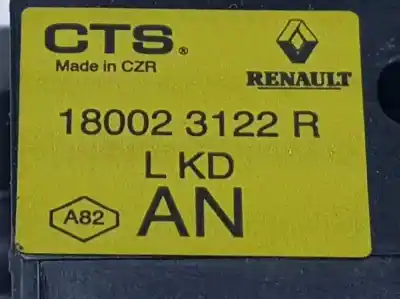 CTS®
Made in CZR
RENAULT
18002 3122 R
L KD
A82
AN